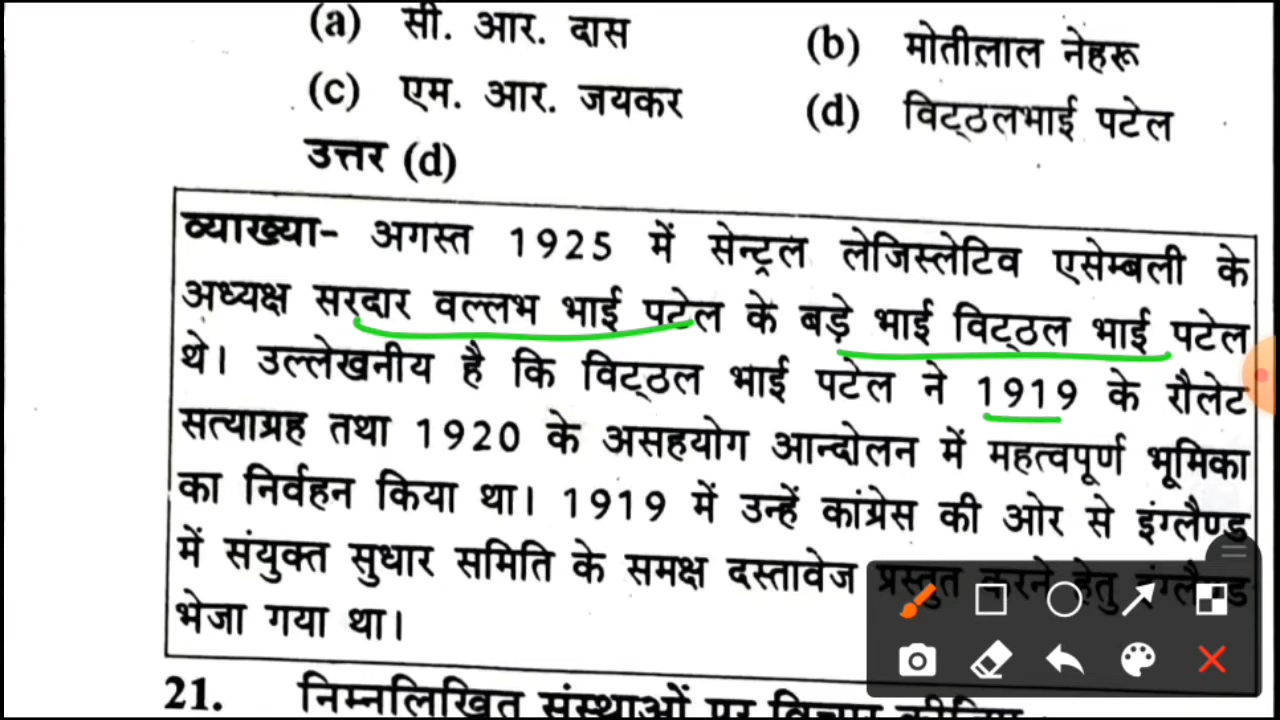 (a) सी. आर. दास (b) मोतीलाल नेहरू
(c) एम. आर. जयकर (d) विट्ठलभाई पटेल
उत्तर (d)
व्याख्या- अगस्त 1925 में सेन्ट्रल लेजिस्लेटिव एसेम्बली के
अध्यक्ष सरदार वल्लभ भाई पटेल के बड़े भाई विट्ठल भाई पटेल
थे। उल्लेखनीय है कि विट्ठल भाई पटेल ने 1919 के रौलेट
सत्याग्रह तथा 1920 के असहयोग आन्दोलन में महत्वपूर्ण भूमिका
का निर्वहन किया था। 1919 में उन्हें कांग्रेस की ओर से इंग्लैण्ड
में संयुक्त सुधार समिति के समक्ष दस्तावेज प्रस्तुत करने हेतु इंग्लैण्ड
भेजा गया था।
21. निम्नलिखित संस्थाओं पर विचार कीजिए